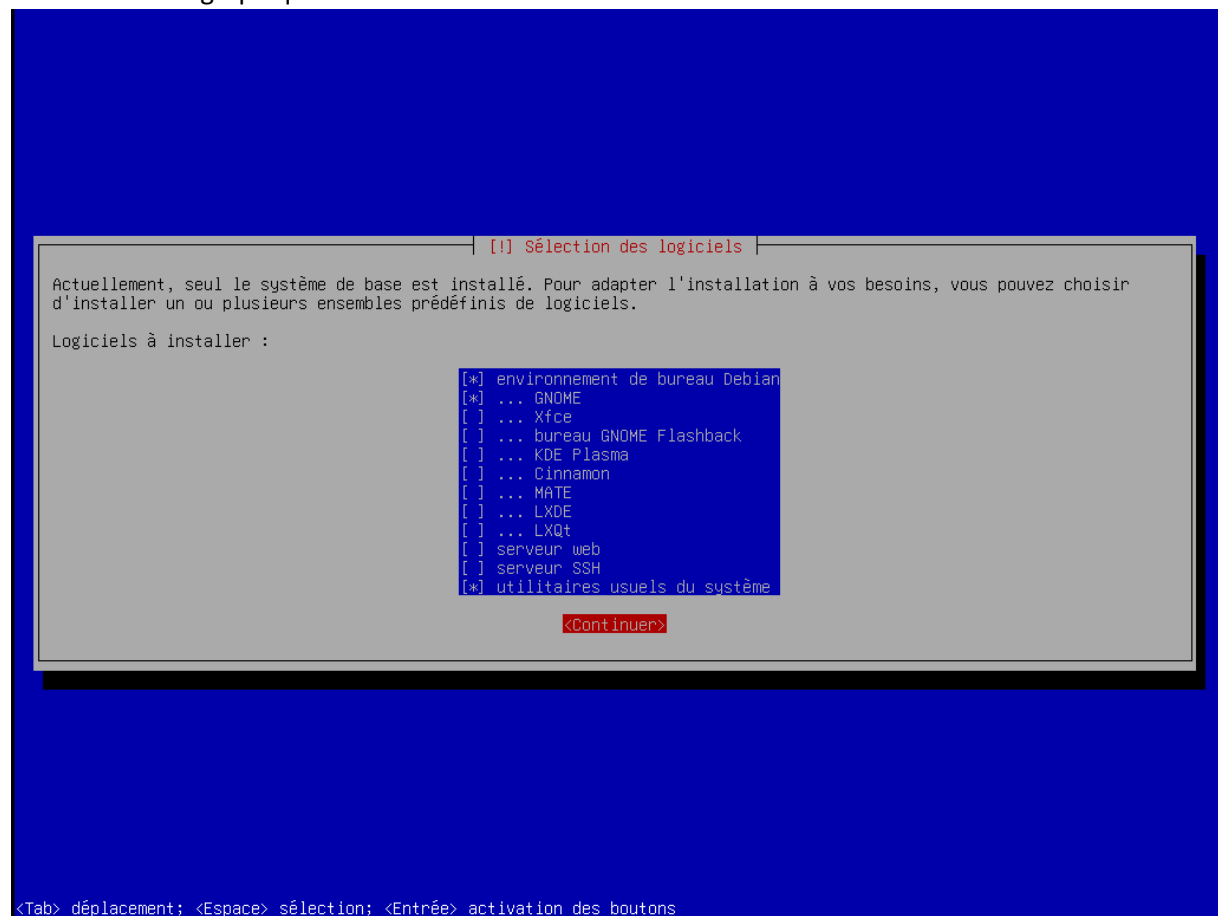 [!] Sélection des logiciels
Actuellement, seul le système de base est installé. Pour adapter l'installation à vos besoins, vous pouvez choisir
d'installer un ou plusieurs ensembles prédéfinis de logiciels.
Logiciels à installer :
[*] environnement de bureau Debian
[*] ... GNOME
[ ] ... Xfce
[ ] ... bureau GNOME Flashback
[ ] ... KDE Plasma
[ ] ... Cinnamon
[ ] ... MATE
[ ] ... LXDE
[ ] ... LXQt
[ ] serveur web
[ ] serveur SSH
[*] utilitaires usuels du système
<Continuer>
<Tab> déplacement; <Espace> sélection; <Entrée> activation des boutons